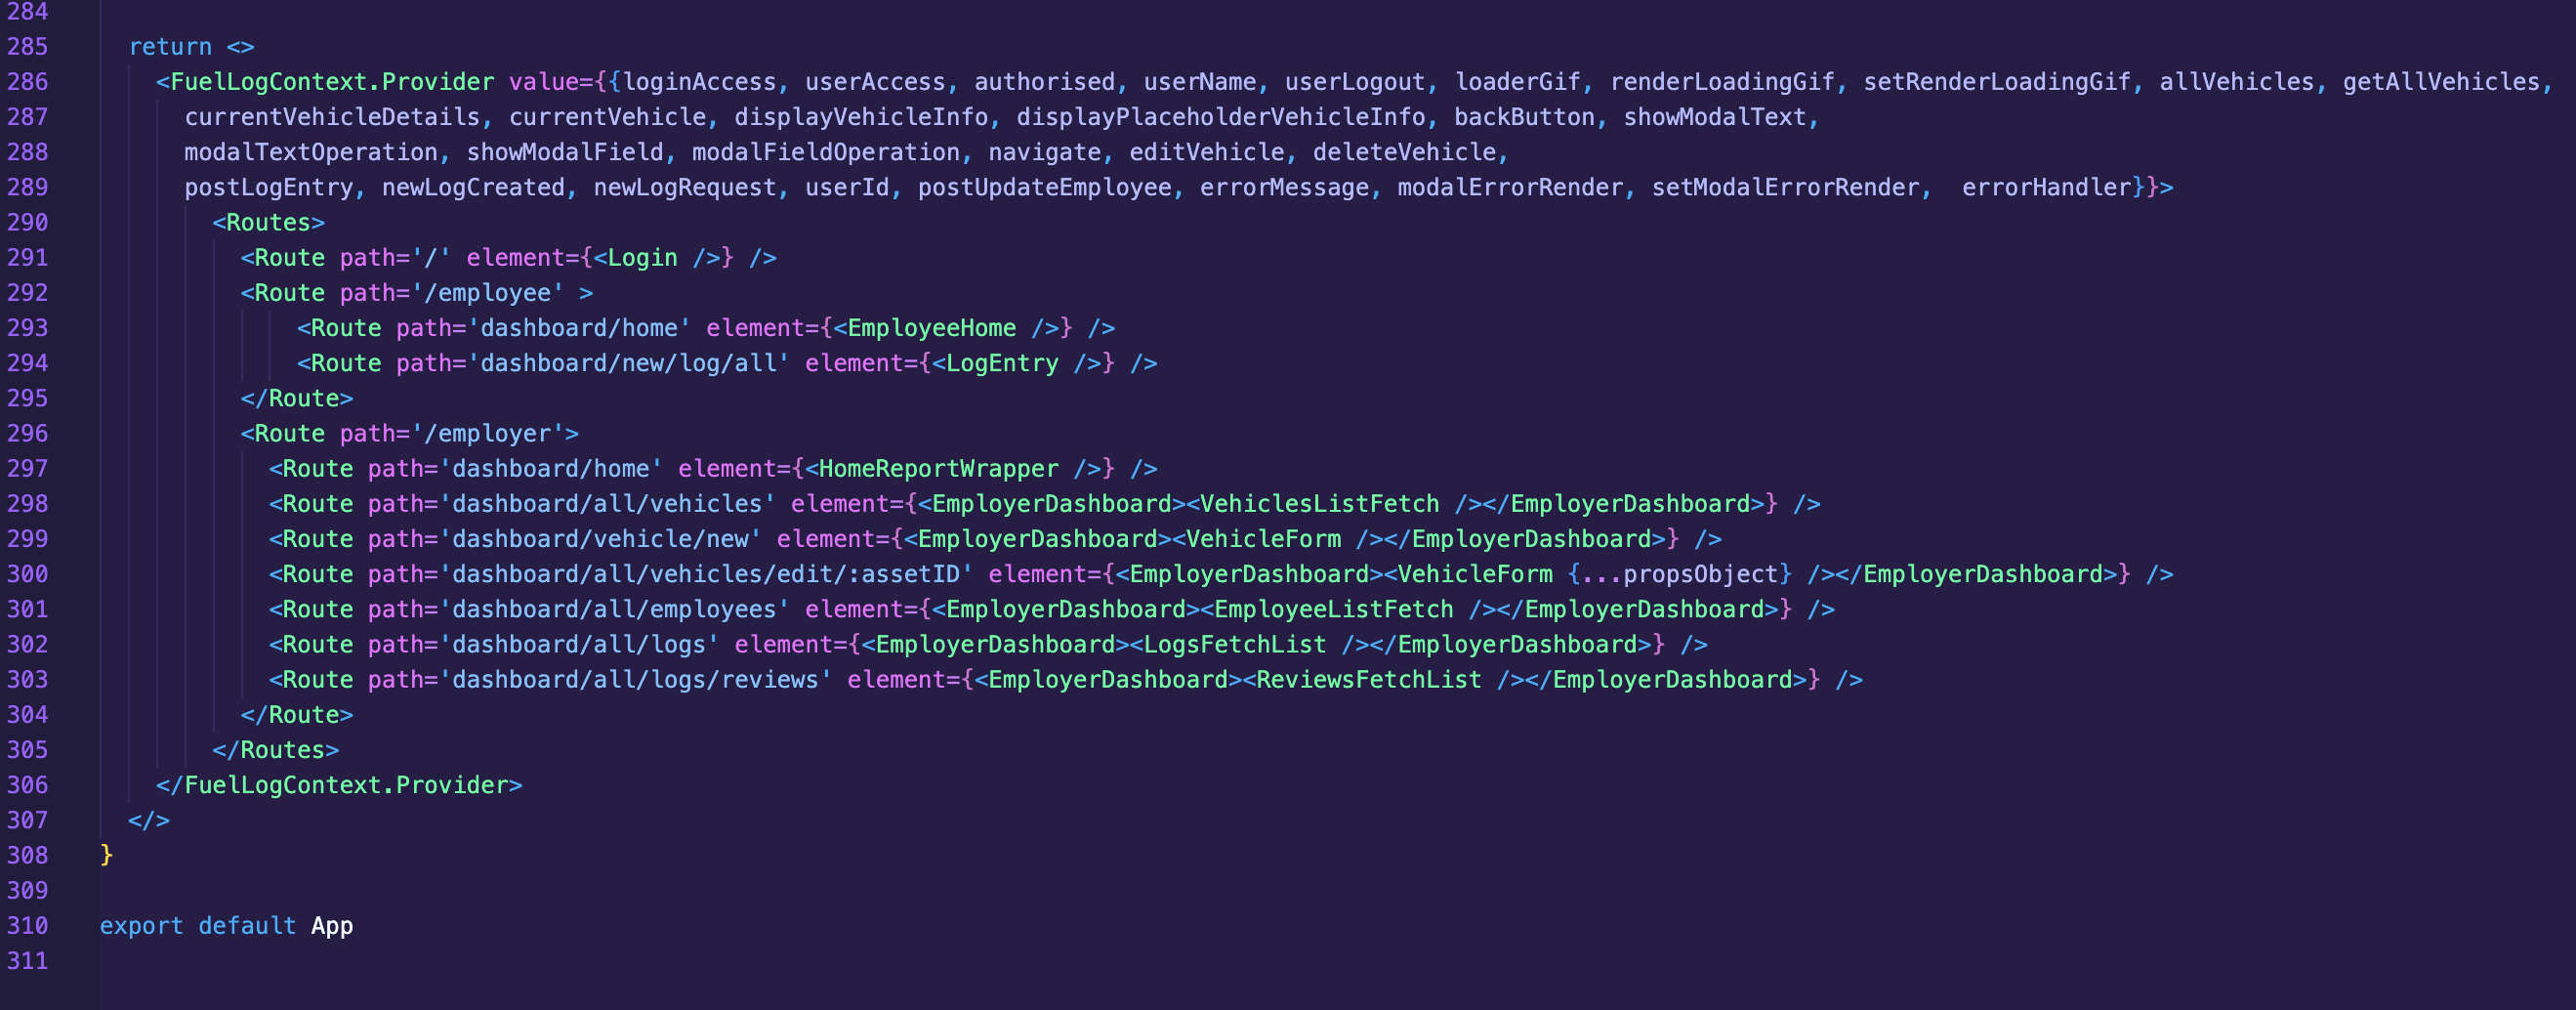 284
285 return <>
286 <FuelLogContext.Provider value={{loginAccess, userAccess, authorised, userName, userLogout, loaderGif, renderLoadingGif, setRenderLoadingGif, allVehicles, getAllVehicles,
287 currentVehicleDetails, currentVehicle, displayVehicleInfo, displayPlaceholderVehicleInfo, backButton, showModalText,
288 modalTextOperation, showModalField, modalFieldOperation, navigate, editVehicle, deleteVehicle,
289 postLogEntry, newLogCreated, newLogRequest, userId, postUpdateEmployee, errorMessage, modalErrorRender, setModalErrorRender,  errorHandler}}>
290 <Routes>
291 <Route path='/' element={<Login />} />
292 <Route path='/employee' >
293 <Route path='dashboard/home' element={<EmployeeHome />} />
294 <Route path='dashboard/new/log/all' element={<LogEntry />} />
295 </Route>
296 <Route path='/employer'>
297 <Route path='dashboard/home' element={<HomeReportWrapper />} />
298 <Route path='dashboard/all/vehicles' element={<EmployerDashboard><VehiclesListFetch /></EmployerDashboard>} />
299 <Route path='dashboard/vehicle/new' element={<EmployerDashboard><VehicleForm /></EmployerDashboard>} />
300 <Route path='dashboard/all/vehicles/edit/:assetID' element={<EmployerDashboard><VehicleForm {...propsObject} /></EmployerDashboard>} />
301 <Route path='dashboard/all/employees' element={<EmployerDashboard><EmployeeListFetch /></EmployerDashboard>} />
302 <Route path='dashboard/all/logs' element={<EmployerDashboard><LogsFetchList /></EmployerDashboard>} />
303 <Route path='dashboard/all/logs/reviews' element={<EmployerDashboard><ReviewsFetchList /></EmployerDashboard>} />
304 </Route>
305 </Routes>
306 </FuelLogContext.Provider>
307 </>
308 }
309
310 export default App
311